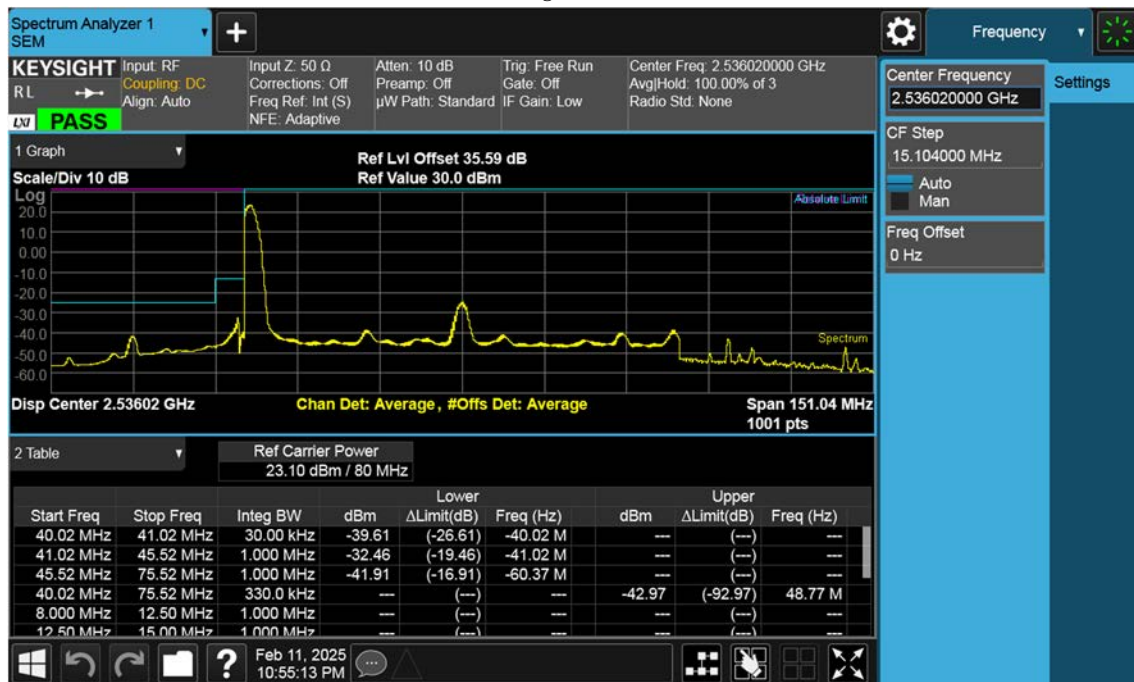 Spectrum Analyzer 1
SEM
Frequency
KEYSIGHT
RL
LXI PASS
Input: RF
Coupling: DC
Align: Auto
Input Z: 50 Ω
Corrections: Off
Freq Ref: Int (S)
NFE: Adaptive
Atten: 10 dB
Preamp: Off
µW Path: Standard
Trig: Free Run
Gate: Off
IF Gain: Low
Center Freq: 2.536020000 GHz
Avg|Hold: 100.00% of 3
Radio Std: None
Center Frequency
2.536020000 GHz
Settings
CF Step
15.104000 MHz
Auto
Man
Freq Offset
0 Hz
1 Graph
Scale/Div 10 dB
Ref Lvl Offset 35.59 dB
Ref Value 30.0 dBm
Log
20.0
10.0
0.00
-10.0
-20.0
-30.0
-40.0
-50.0
-60.0
Absolute Limit
Spectrum
Disp Center 2.53602 GHz
Chan Det: Average, #Offs Det: Average
Span 151.04 MHz
1001 pts
2 Table
Ref Carrier Power
23.10 dBm / 80 MHz
Lower Upper
Start Freq Stop Freq Integ BW dBm ΔLimit(dB) Freq (Hz) dBm ΔLimit(dB) Freq (Hz)
40.02 MHz 41.02 MHz 30.00 kHz -39.61 (-26.61) -40.02 M --- (---) ---
41.02 MHz 45.52 MHz 1.000 MHz -32.46 (-19.46) -41.02 M --- (---) ---
45.52 MHz 75.52 MHz 1.000 MHz -41.91 (-16.91) -60.37 M --- (---) ---
40.02 MHz 75.52 MHz 330.0 kHz --- (---) --- -42.97 (-92.97) 48.77 M
8.000 MHz 12.50 MHz 1.000 MHz --- (---) --- --- (---) ---
12.50 MHz 15.00 MHz 1.000 MHz --- (---) --- --- (---) ---
Feb 11, 2025
10:55:13 PM